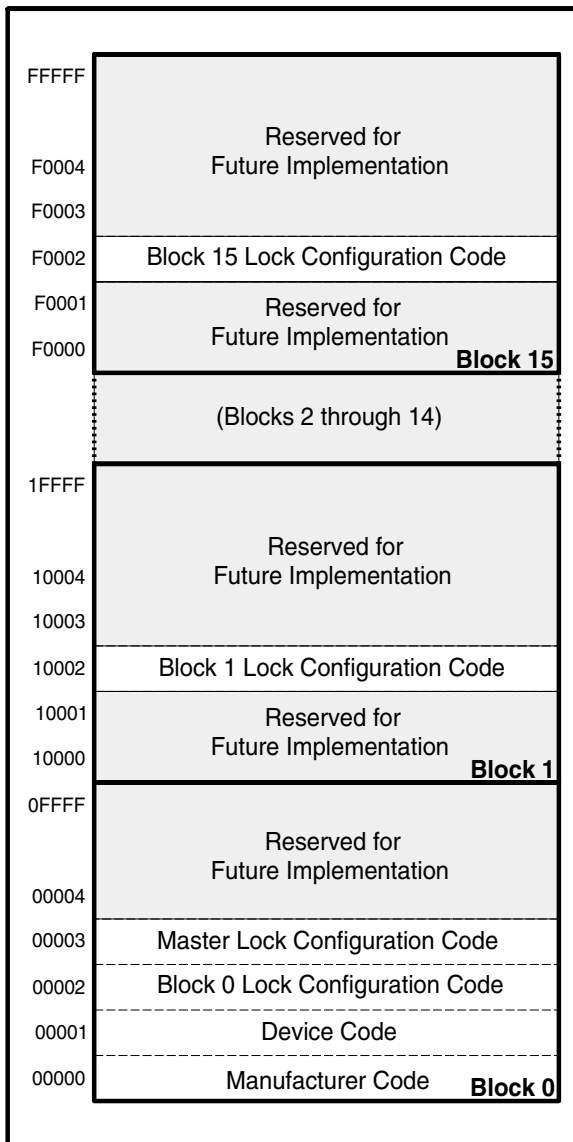 FFFFF
Reserved for
Future Implementation
F0004
F0003
F0002
Block 15 Lock Configuration Code
F0001
Reserved for
Future Implementation
F0000
Block 15
(Blocks 2 through 14)
1FFFF
Reserved for
Future Implementation
10004
10003
10002
Block 1 Lock Configuration Code
10001
Reserved for
Future Implementation
10000
Block 1
0FFFF
Reserved for
Future Implementation
00004
00003
Master Lock Configuration Code
00002
Block 0 Lock Configuration Code
00001
Device Code
00000
Manufacturer Code
Block 0